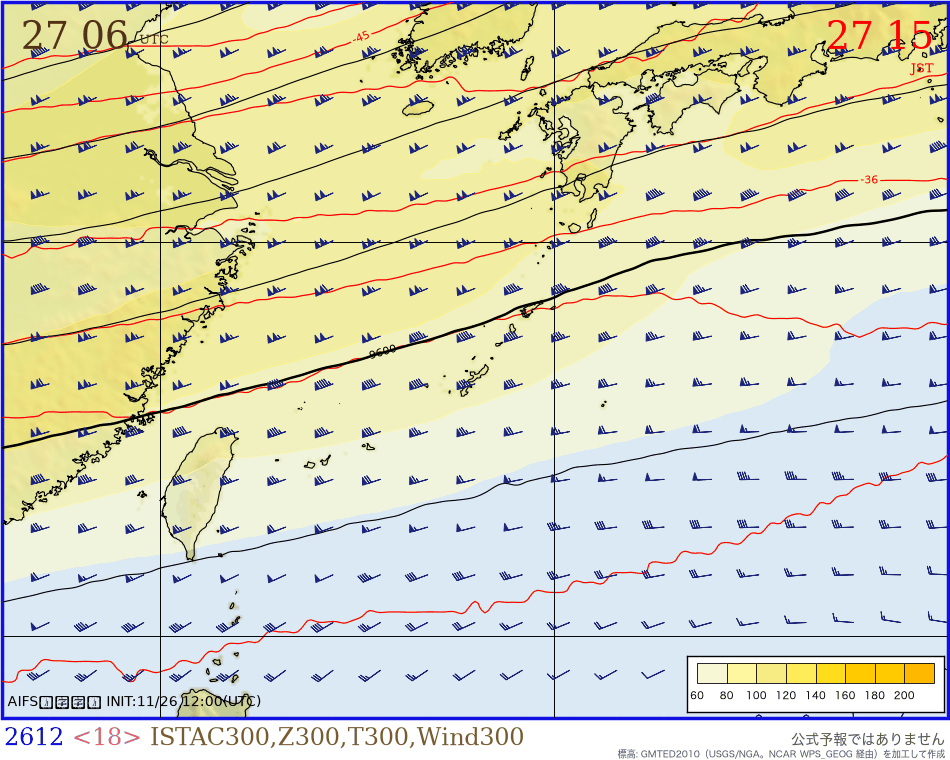 27 06 UTC
27 15
JST
-45
-36
9600
60 80 100 120 140 160 180 200
AIFS INIT:11/26 12:00(UTC)
2612 <18> ISTAC300,Z300,T300,Wind300
公式予報ではありません
標高: GMTED2010（USGS/NGA。NCAR WPS_GEOG 経由）を加工して作成